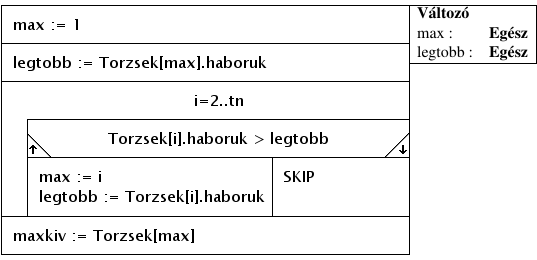 max := 1
Változó
max : Egész
legtobb : Egész
legtobb := Torzsek[max].haboruk
i=2..tn
Torzsek[i].haboruk > legtobb
max := i
legtobb := Torzsek[i].haboruk
SKIP
maxkiv := Torzsek[max]